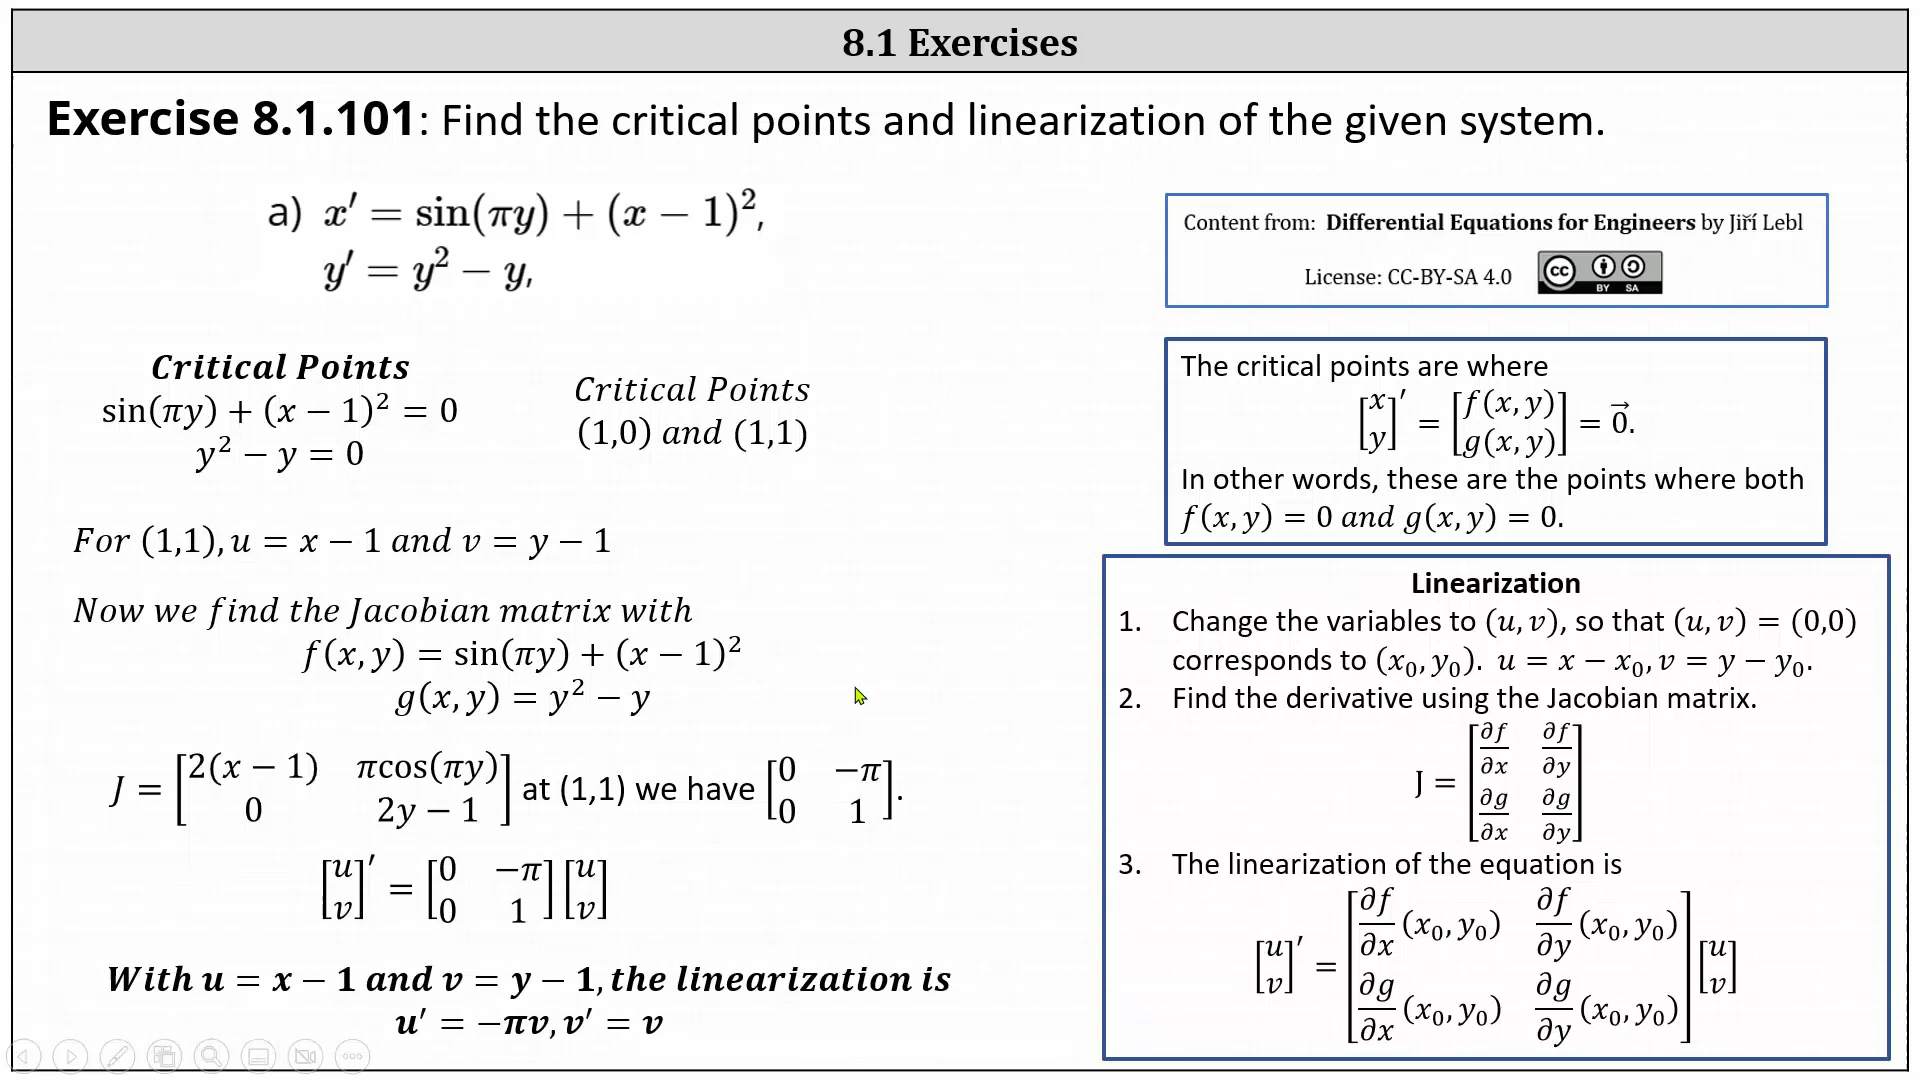 8.1 Exercises
Exercise 8.1.101: Find the critical points and linearization of the given system.
a) x′ = sin(πy) + (x − 1)²,
y′ = y² − y,
Content from: Differential Equations for Engineers by Jiří Lebl
License: CC-BY-SA 4.0
cc BY SA
Critical Points
sin(πy) + (x − 1)² = 0
y² − y = 0
Critical Points
(1,0) and (1,1)
The critical points are where
[x y]′ = [f(x, y) g(x, y)] = 0⃗.
In other words, these are the points where both
f(x, y) = 0 and g(x, y) = 0.
For (1,1), u = x − 1 and v = y − 1
Now we find the Jacobian matrix with
f(x, y) = sin(πy) + (x − 1)²
g(x, y) = y² − y
J = [2(x − 1) πcos(πy) 0 2y − 1] at (1,1) we have [0 −π 0 1].
[u v]′ = [0 −π 0 1] [u v]
With u = x − 1 and v = y − 1, the linearization is
u′ = −πv, v′ = v
Linearization
1. Change the variables to (u, v), so that (u, v) = (0,0)
corresponds to (x₀, y₀). u = x − x₀, v = y − y₀.
2. Find the derivative using the Jacobian matrix.
J = [∂f/∂x ∂f/∂y ∂g/∂x ∂g/∂y]
3. The linearization of the equation is
[u v]′ = [∂f/∂x (x₀, y₀) ∂f/∂y (x₀, y₀) ∂g/∂x (x₀, y₀) ∂g/∂y (x₀, y₀)] [u v]